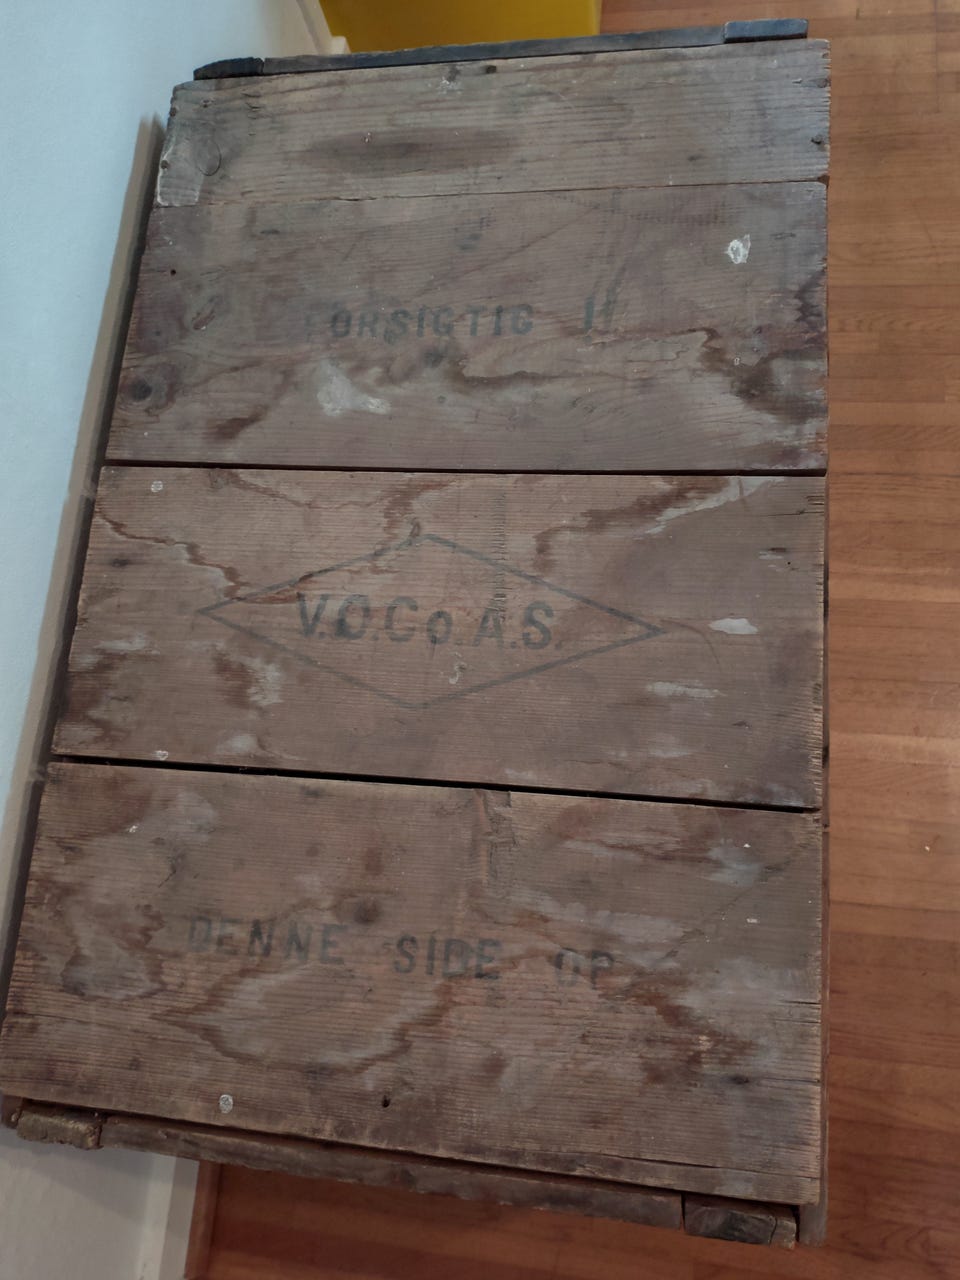 FORSIGTIG !!
V.O.Co.A.S.
DENNE SIDE OP